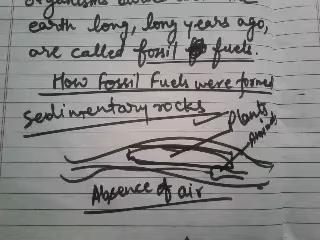 earth long, long years ago,
are called fossil fuels.
How Fossil Fuels were formed
sedimentary rocks
Plants
Absence of air